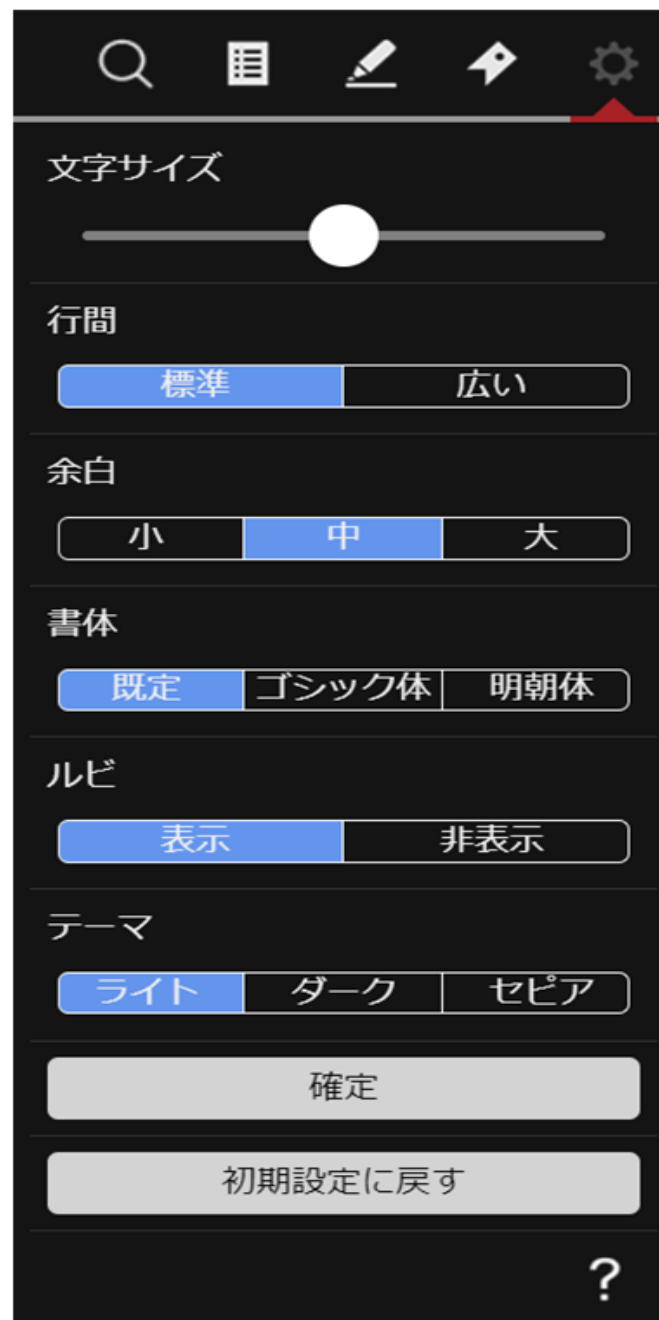 文字サイズ
行間
標準 広い
余白
小 中 大
書体
既定 ゴシック体 明朝体
ルビ
表示 非表示
テーマ
ライト ダーク セピア
確定
初期設定に戻す
?